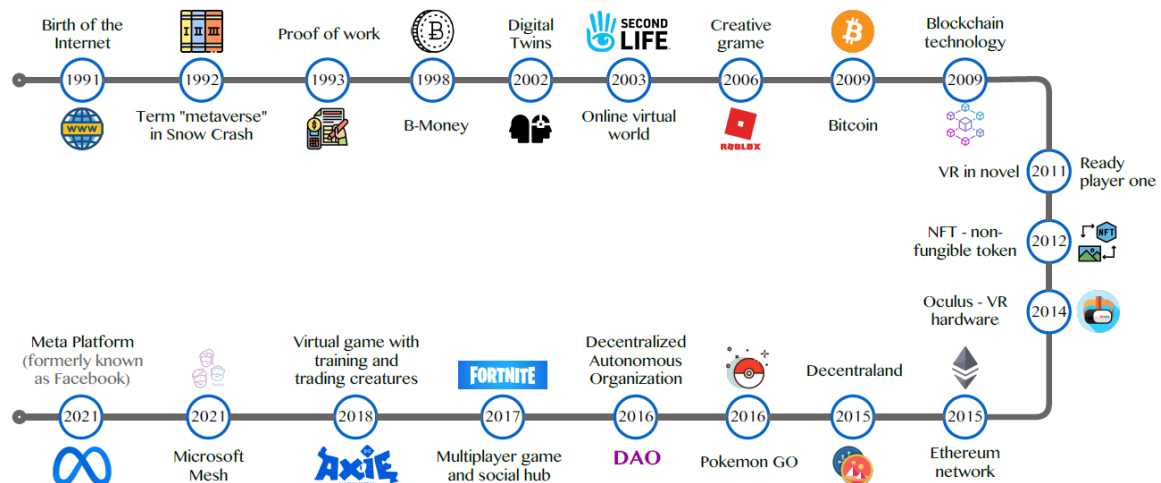 Birth of the
Internet
1991
WWW
I II III
1992
Term "metaverse"
in Snow Crash
Proof of work
1993
$
B
1998
B-Money
Digital
Twins
2002
SECOND
LIFE
2003
Online virtual
world
Creative
grame
2006
ROBLOX
B
2009
Bitcoin
Blockchain
technology
2009
VR in novel
2011
Ready
player one
NFT - non-
fungible token
2012
NFT
Oculus - VR
hardware
2014
2015
Ethereum
network
Decentraland
2015
2016
Pokemon GO
Decentralized
Autonomous
Organization
2016
DAO
FORTNITE
2017
Multiplayer game
and social hub
Virtual game with
training and
trading creatures
2018
AXIE
2021
Microsoft
Mesh
Meta Platform
(formerly known
as Facebook)
2021